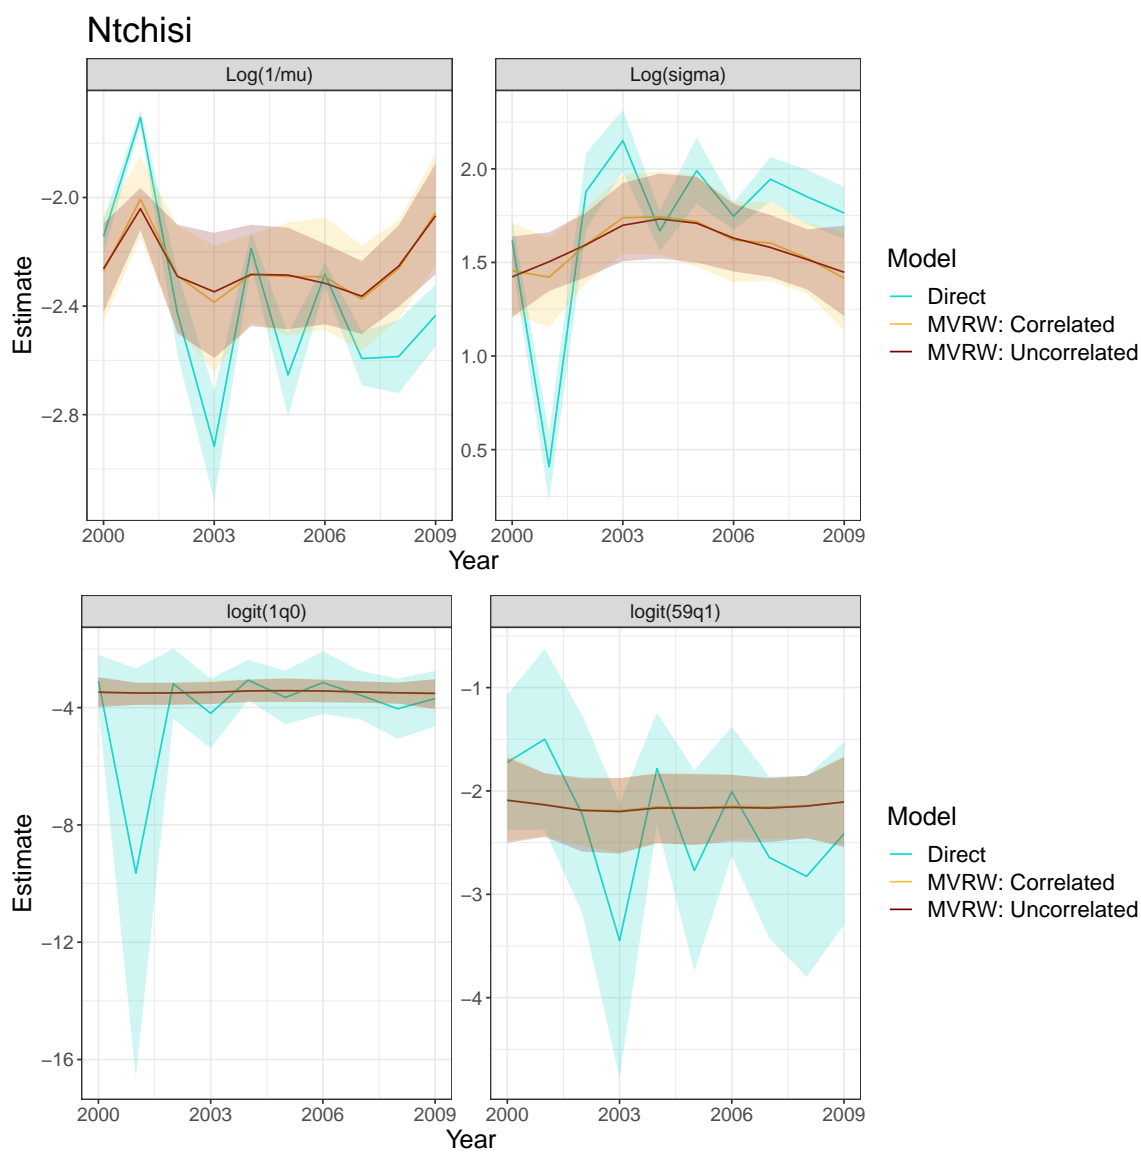 Ntchisi
Log(1/mu)
Log(sigma)
−2.0
−2.4
−2.8
2.0
1.5
1.0
0.5
Estimate
2000
2003
2006
2009
2000
2003
2006
2009
Year
Model
Direct
MVRW: Correlated
MVRW: Uncorrelated
logit(1q0)
logit(59q1)
−4
−8
−12
−16
−1
−2
−3
−4
Estimate
2000
2003
2006
2009
2000
2003
2006
2009
Year
Model
Direct
MVRW: Correlated
MVRW: Uncorrelated